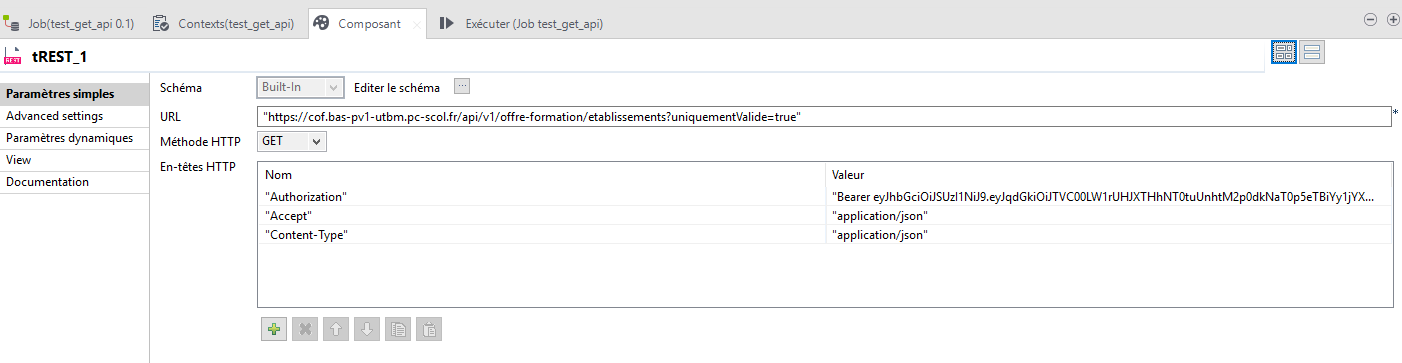 Job(test_get_api 0.1) Contexts(test_get_api) Composant Exécuter (Job test_get_api)
REST tREST_1
Paramètres simples
Advanced settings
Paramètres dynamiques
View
Documentation
Schéma Built-In Editer le schéma ...
URL "https://cof.bas-pv1-utbm.pc-scol.fr/api/v1/offre-formation/etablissements?uniquementValide=true" *
Méthode HTTP GET
En-têtes HTTP
Nom Valeur
"Authorization" "Bearer eyJhbGciOiJSUzI1NiJ9.eyJqdGkiOiJTVC00LW1rUHJXTHhNT0tuUnhtM2p0dkNaT0p5eTBiYy1jYX...
"Accept" "application/json"
"Content-Type" "application/json"